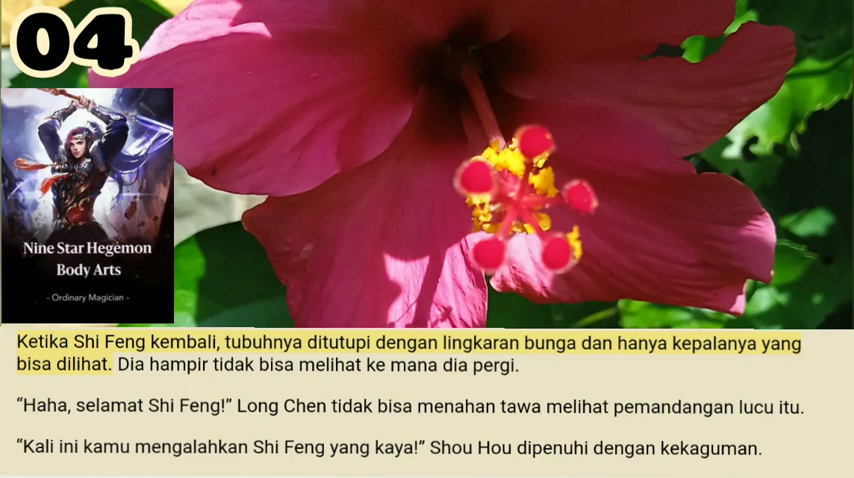 04
Nine Star Hegemon
Body Arts
- Ordinary Magician -
Ketika Shi Feng kembali, tubuhnya ditutupi dengan lingkaran bunga dan hanya kepalanya yang
bisa dilihat. Dia hampir tidak bisa melihat ke mana dia pergi.
“Haha, selamat Shi Feng!” Long Chen tidak bisa menahan tawa melihat pemandangan lucu itu.
“Kali ini kamu mengalahkan Shi Feng yang kaya!” Shou Hou dipenuhi dengan kekaguman.